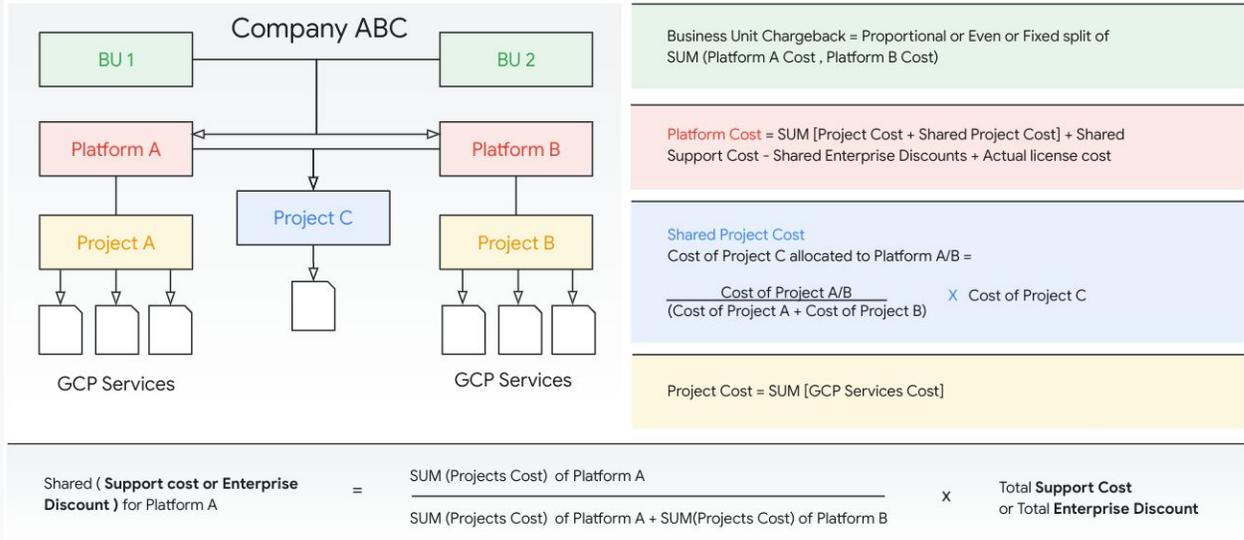 Company ABC
BU 1
BU 2
Platform A
Platform B
Project C
Project A
Project B
GCP Services
GCP Services
Business Unit Chargeback = Proportional or Even or Fixed split of
SUM (Platform A Cost , Platform B Cost)
Platform Cost = SUM [Project Cost + Shared Project Cost] + Shared
Support Cost - Shared Enterprise Discounts + Actual license cost
Shared Project Cost
Cost of Project C allocated to Platform A/B =
Cost of Project A/B
(Cost of Project A + Cost of Project B)
X Cost of Project C
Project Cost = SUM [GCP Services Cost]
Shared ( Support cost or Enterprise
Discount ) for Platform A
=
SUM (Projects Cost) of Platform A
SUM (Projects Cost) of Platform A + SUM(Projects Cost) of Platform B
x
Total Support Cost
or Total Enterprise Discount